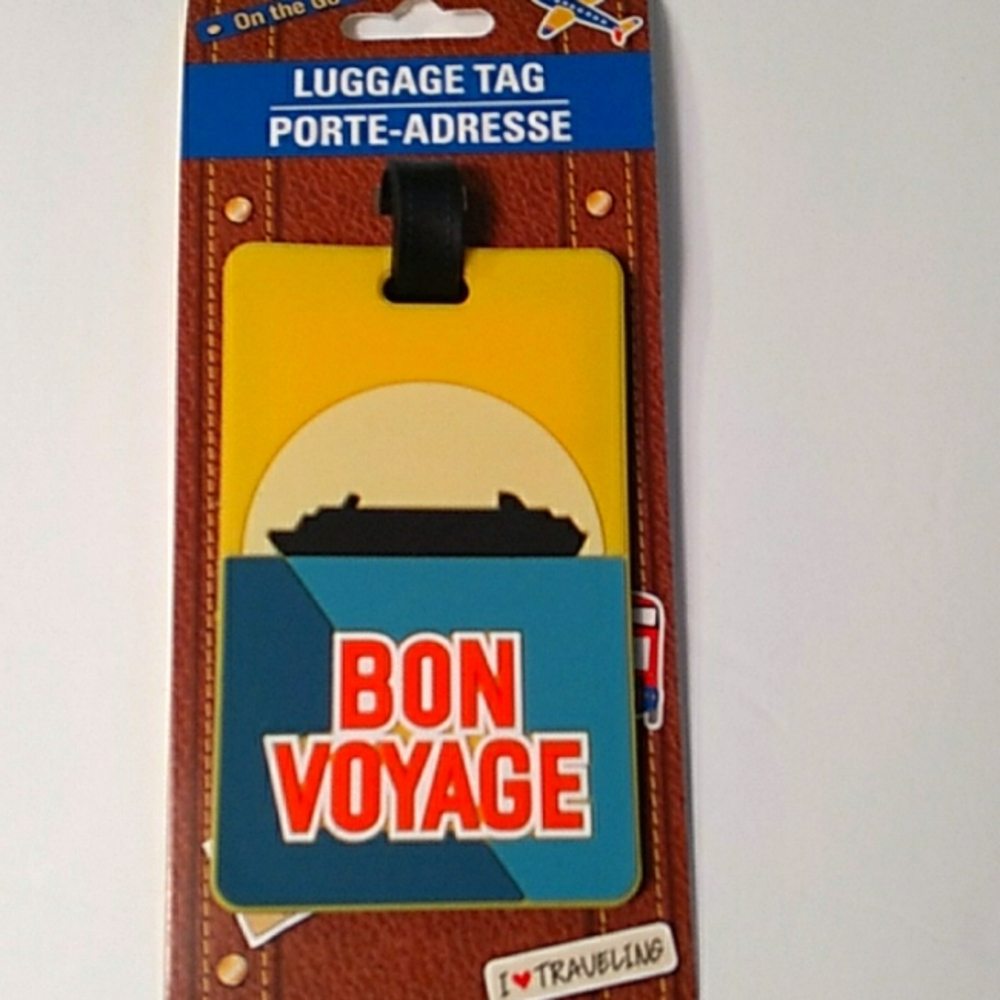 On the Go
LUGGAGE TAG
PORTE-ADRESSE
BON
VOYAGE
I ♥ TRAVELING